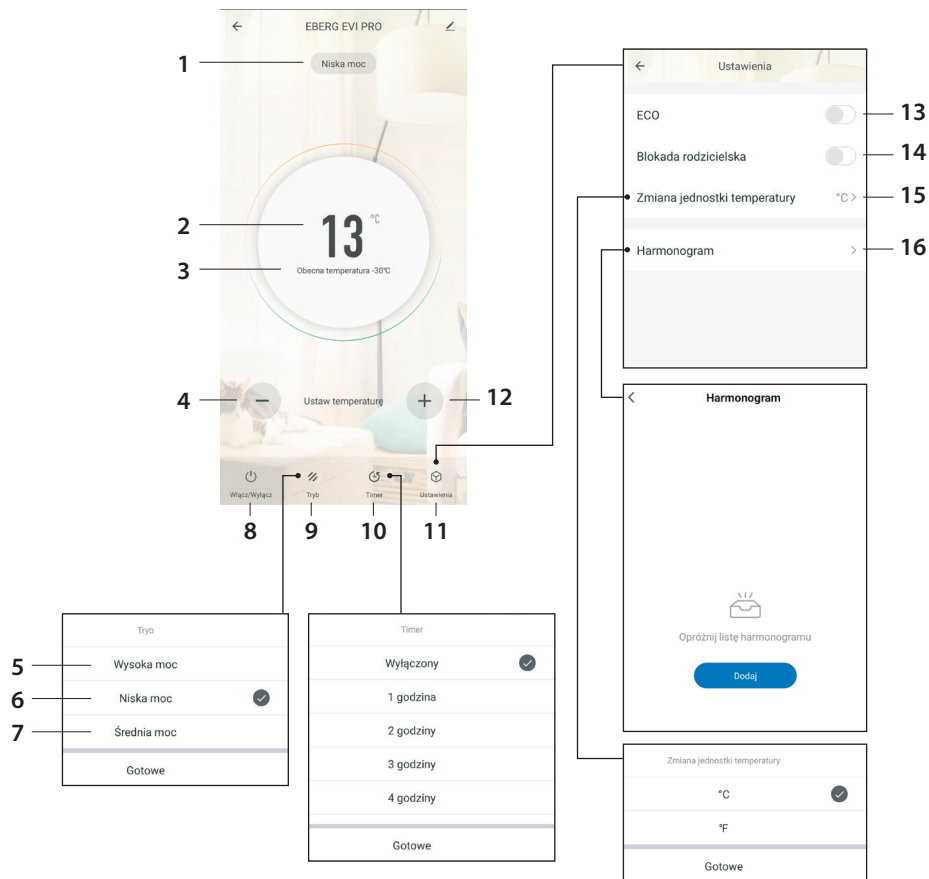 EBERG EVI PRO
1
Niska moc
2
13 °C
3
Obecna temperatura -30°C
4
Ustaw temperaturę
12
Włącz/Wyłącz
Tryb
Timer
Ustawienia
8
9
10
11
Ustawienia
ECO
13
Blokada rodzicielska
14
Zmiana jednostki temperatury
°C
15
Harmonogram
16
Harmonogram
Opróżnij listę harmonogramu
Dodaj
Tryb
5
Wysoka moc
6
Niska moc
7
Średnia moc
Gotowe
Timer
Wyłączony
1 godzina
2 godziny
3 godziny
4 godziny
Gotowe
Zmiana jednostki temperatury
°C
°F
Gotowe